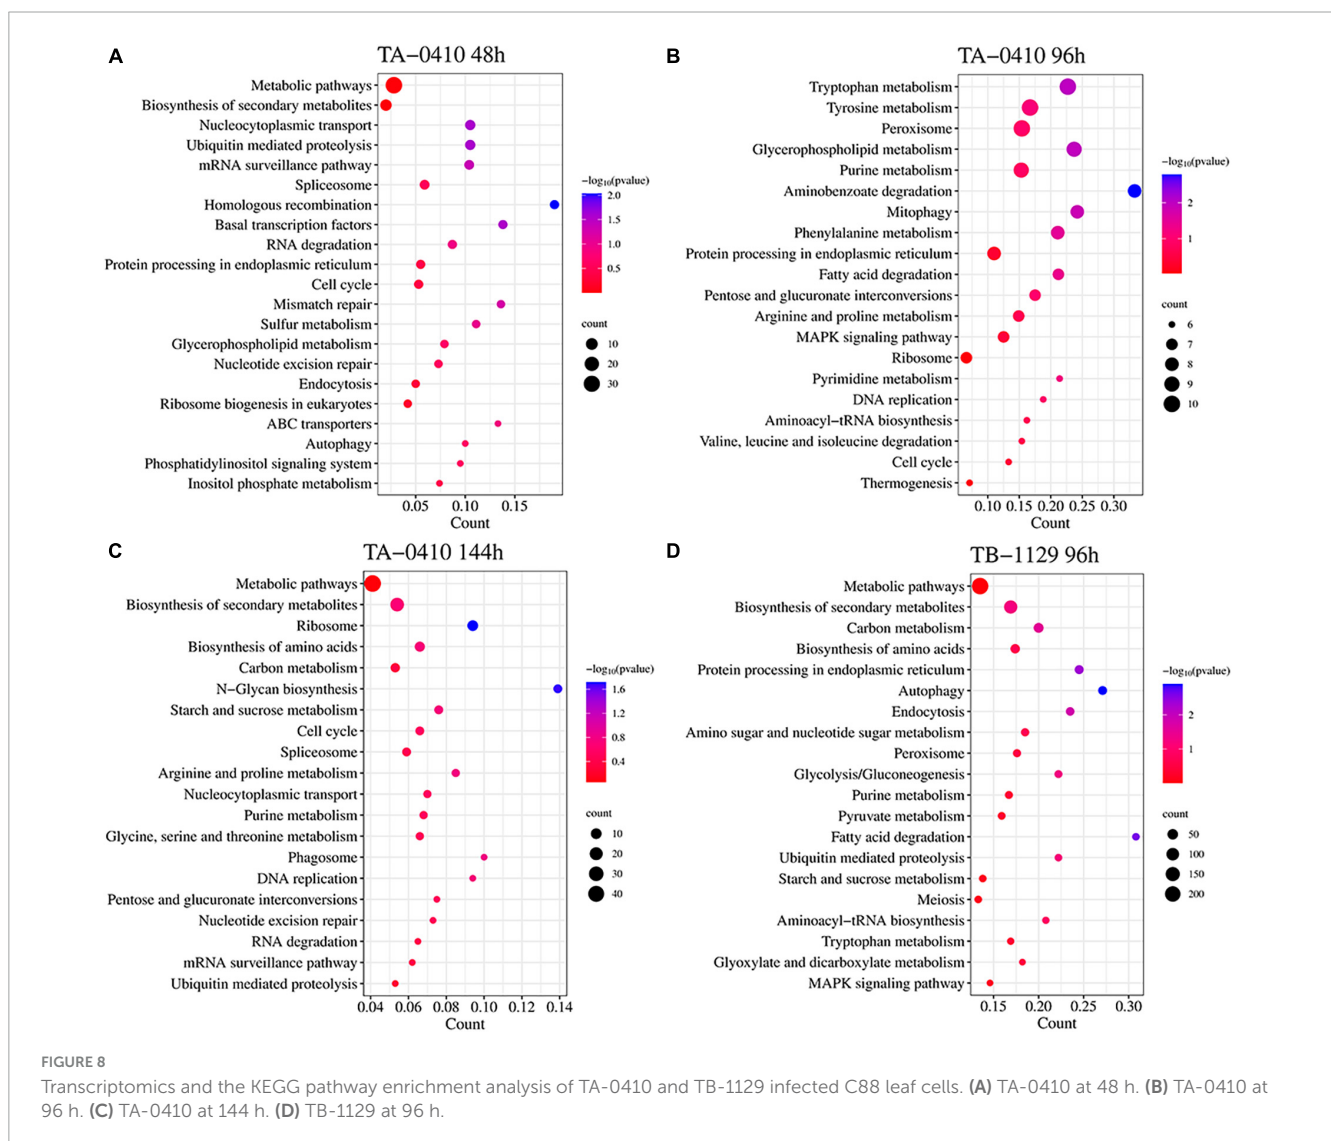 A
TA-0410 48h
Metabolic pathways
Biosynthesis of secondary metabolites
Nucleocytoplasmic transport
Ubiquitin mediated proteolysis
mRNA surveillance pathway
Spliceosome
Homologous recombination
Basal transcription factors
RNA degradation
Protein processing in endoplasmic reticulum
Cell cycle
Mismatch repair
Sulfur metabolism
Glycerophospholipid metabolism
Nucleotide excision repair
Endocytosis
Ribosome biogenesis in eukaryotes
ABC transporters
Autophagy
Phosphatidylinositol signaling system
Inositol phosphate metabolism
0.05 0.10 0.15
Count
-log10(pvalue)
2.0
1.5
1.0
0.5
count
10
20
30
B
TA-0410 96h
Tryptophan metabolism
Tyrosine metabolism
Peroxisome
Glycerophospholipid metabolism
Purine metabolism
Aminobenzoate degradation
Mitophagy
Phenylalanine metabolism
Protein processing in endoplasmic reticulum
Fatty acid degradation
Pentose and glucuronate interconversions
Arginine and proline metabolism
MAPK signaling pathway
Ribosome
Pyrimidine metabolism
DNA replication
Aminoacyl-tRNA biosynthesis
Valine, leucine and isoleucine degradation
Cell cycle
Thermogenesis
0.10 0.15 0.20 0.25 0.30
Count
-log10(pvalue)
2
1
count
6
7
8
9
10
C
TA-0410 144h
Metabolic pathways
Biosynthesis of secondary metabolites
Ribosome
Biosynthesis of amino acids
Carbon metabolism
N-Glycan biosynthesis
Starch and sucrose metabolism
Cell cycle
Spliceosome
Arginine and proline metabolism
Nucleocytoplasmic transport
Purine metabolism
Glycine, serine and threonine metabolism
Phagosome
DNA replication
Pentose and glucuronate interconversions
Nucleotide excision repair
RNA degradation
mRNA surveillance pathway
Ubiquitin mediated proteolysis
0.04 0.06 0.08 0.10 0.12 0.14
Count
-log10(pvalue)
1.6
1.2
0.8
0.4
count
10
20
30
40
D
TB-1129 96h
Metabolic pathways
Biosynthesis of secondary metabolites
Carbon metabolism
Biosynthesis of amino acids
Protein processing in endoplasmic reticulum
Autophagy
Endocytosis
Amino sugar and nucleotide sugar metabolism
Peroxisome
Glycolysis/Gluconeogenesis
Purine metabolism
Pyruvate metabolism
Fatty acid degradation
Ubiquitin mediated proteolysis
Starch and sucrose metabolism
Meiosis
Aminoacyl-tRNA biosynthesis
Tryptophan metabolism
Glyoxylate and dicarboxylate metabolism
MAPK signaling pathway
0.15 0.20 0.25 0.30
Count
-log10(pvalue)
2
1
count
50
100
150
200
FIGURE 8
Transcriptomics and the KEGG pathway enrichment analysis of TA-0410 and TB-1129 infected C88 leaf cells. (A) TA-0410 at 48 h. (B) TA-0410 at
96 h. (C) TA-0410 at 144 h. (D) TB-1129 at 96 h.